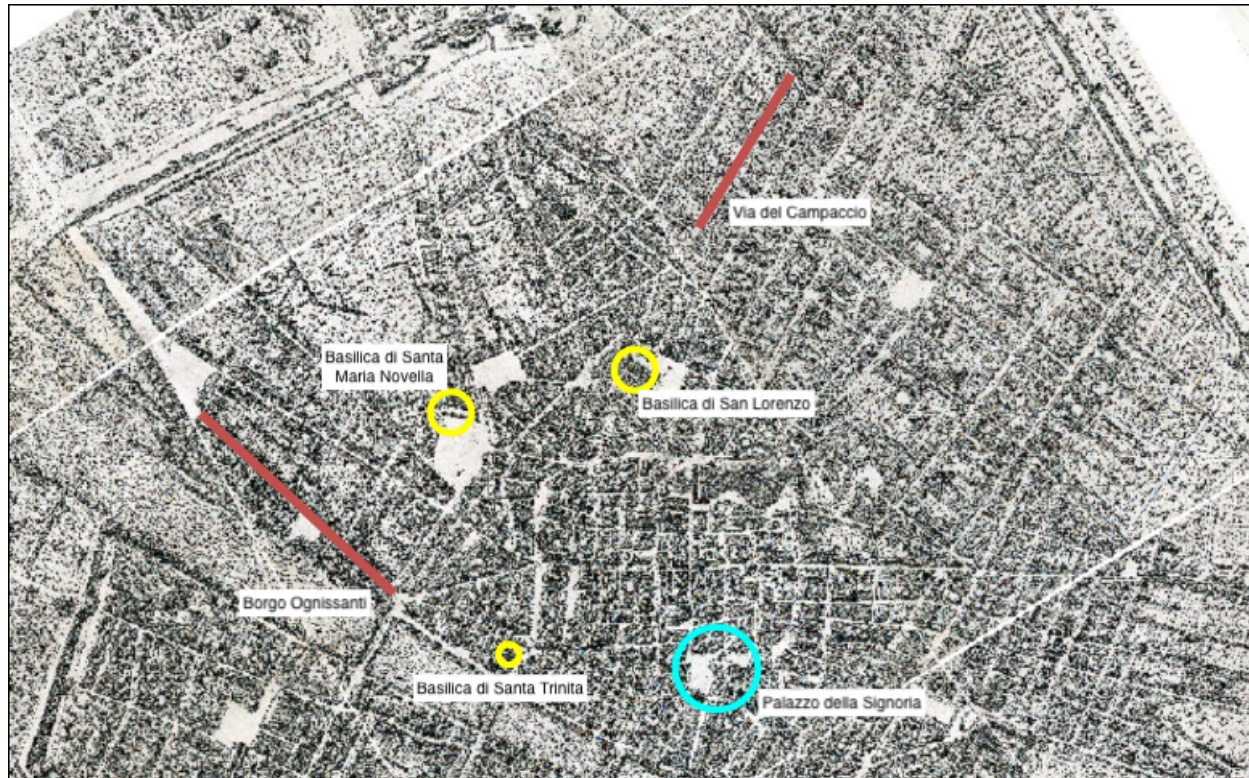 Via del Campaccio
Basilica di Santa
Maria Novella
Basilica di San Lorenzo
Borgo Ognissanti
Basilica di Santa Trinita
Palazzo della Signoria